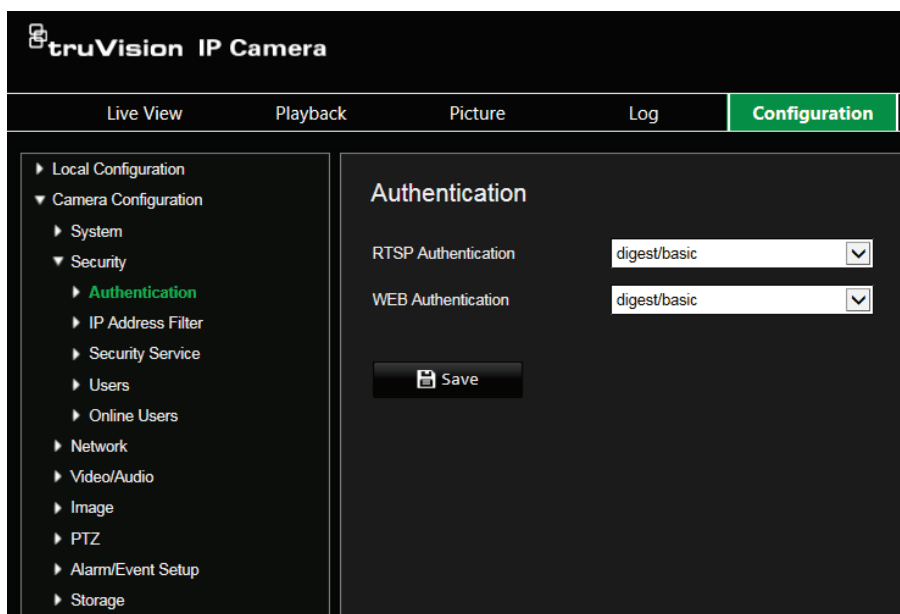 truVision IP Camera
Live View Playback Picture Log Configuration
Local Configuration
Camera Configuration
System
Security
Authentication
IP Address Filter
Security Service
Users
Online Users
Network
Video/Audio
Image
PTZ
Alarm/Event Setup
Storage
Authentication
RTSP Authentication digest/basic
WEB Authentication digest/basic
Save